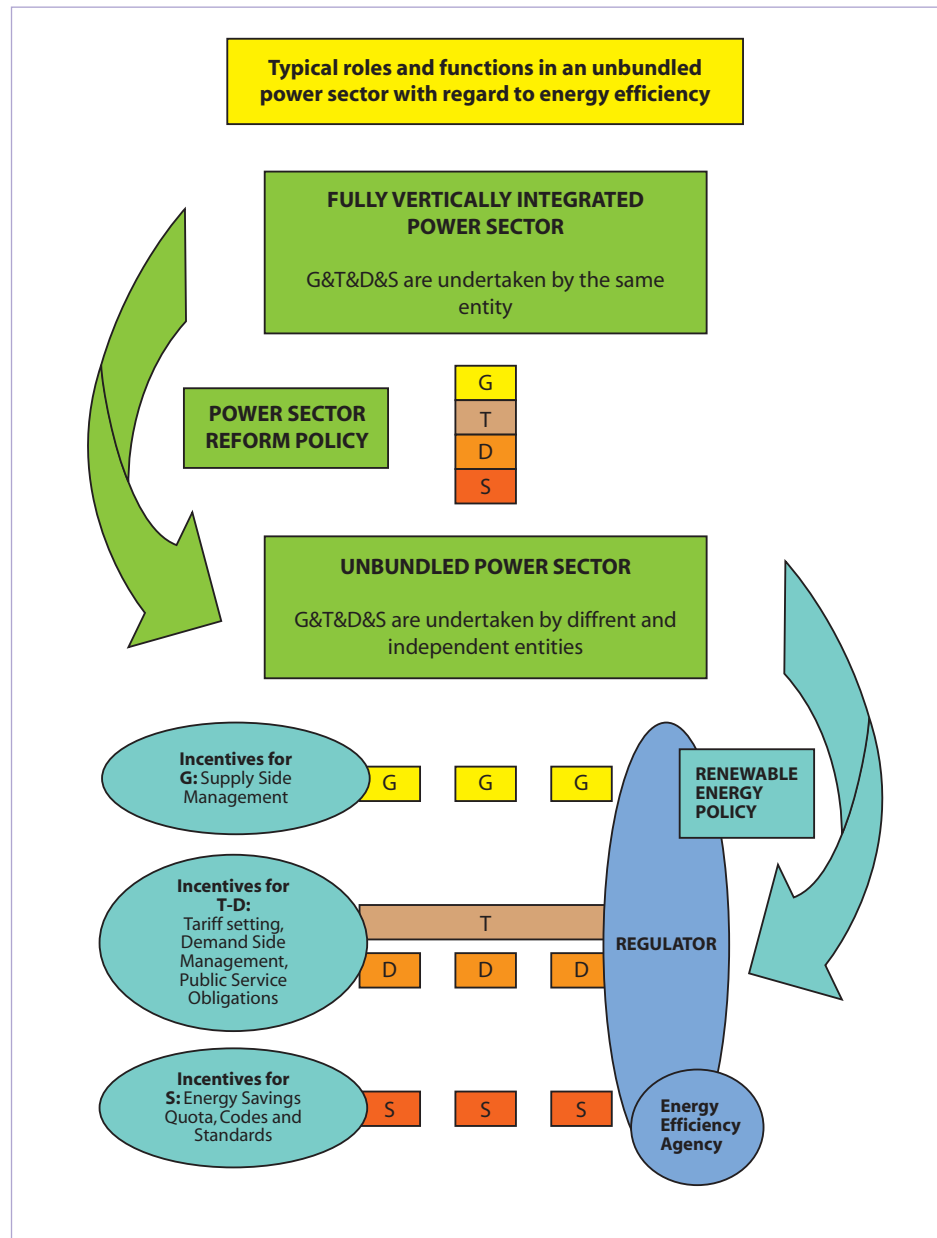 Typical roles and functions in an unbundled
power sector with regard to energy efficiency
FULLY VERTICALLY INTEGRATED
POWER SECTOR
G&T&D&S are undertaken by the same
entity
POWER SECTOR
REFORM POLICY
G
T
D
S
UNBUNDLED POWER SECTOR
G&T&D&S are undertaken by diffrent and
independent entities
Incentives for
G: Supply Side
Management
G G G
RENEWABLE
ENERGY
POLICY
Incentives for
T-D:
Tariff setting,
Demand Side
Management,
Public Service
Obligations
T
D D D
REGULATOR
Incentives for
S: Energy Savings
Quota, Codes and
Standards
S S S
Energy
Efficiency
Agency